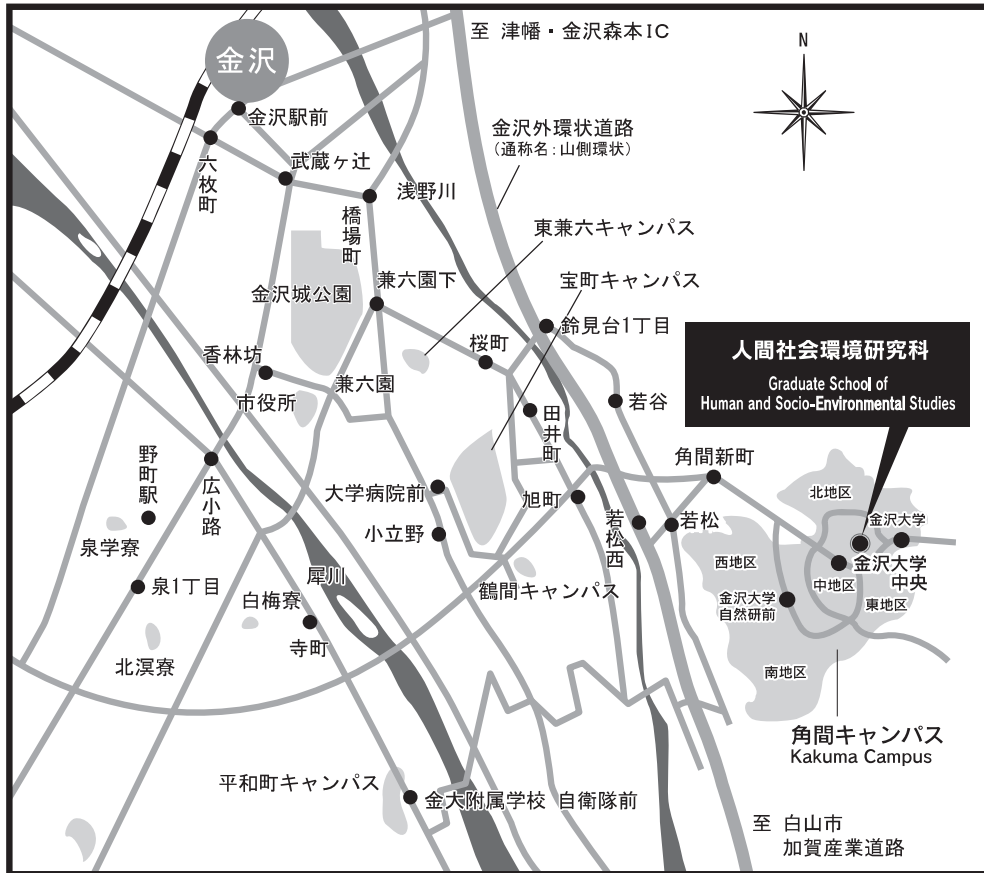 至 津幡・金沢森本IC
N
金沢
金沢駅前
金沢外環状道路
(通称名:山側環状)
六枚町
武蔵ヶ辻
浅野川
橋場町
東兼六キャンパス
兼六園下
宝町キャンパス
金沢城公園
鈴見台1丁目
桜町
人間社会環境研究科
Graduate School of
Human and Socio-Environmental Studies
香林坊
兼六園
市役所
若谷
田井町
野町駅
広小路
角間新町
大学病院前
旭町
北地区
小立野
若松西
若松
金沢大学
泉学寮
西地区
金沢大学
中央
中地区
犀川
鶴間キャンパス
泉1丁目
白梅寮
金沢大学
自然研前
東地区
寺町
北溟寮
南地区
角間キャンパス
Kakuma Campus
平和町キャンパス
金大附属学校 自衛隊前
至 白山市
加賀産業道路